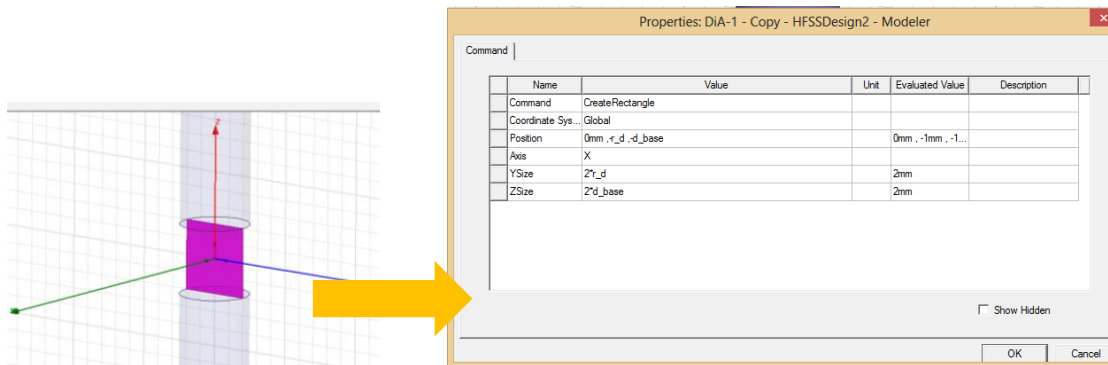 Properties: DiA-1 - Copy - HFSSDesign2 - Modeler
Command
Name Value Unit Evaluated Value Description
Command CreateRectangle
Coordinate Sys... Global
Position 0mm ,-r_d ,-d_base 0mm , -1mm , -1...
Axis X
YSize 2*r_d 2mm
ZSize 2*d_base 2mm
Show Hidden
OK Cancel
z